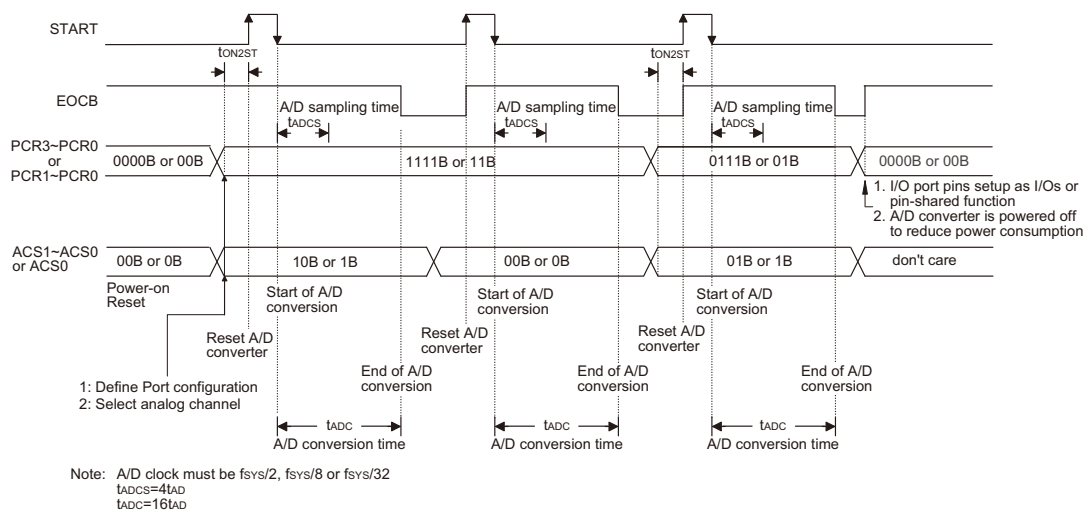 START
tON2ST
tON2ST
EOCB
A/D sampling time
A/D sampling time
A/D sampling time
tADCS
tADCS
tADCS
PCR3~PCR0
or
PCR1~PCR0
0000B or 00B
1111B or 11B
0111B or 01B
0000B or 00B
1. I/O port pins setup as I/Os or
pin-shared function
2. A/D converter is powered off
to reduce power consumption
ACS1~ACS0
or ACS0
00B or 0B
10B or 1B
00B or 0B
01B or 1B
don't care
Power-on
Reset
Start of A/D
conversion
Start of A/D
conversion
Start of A/D
conversion
Reset A/D
converter
Reset A/D
converter
Reset A/D
converter
End of A/D
conversion
End of A/D
conversion
End of A/D
conversion
1: Define Port configuration
2: Select analog channel
tADC
A/D conversion time
tADC
A/D conversion time
tADC
A/D conversion time
Note: A/D clock must be fSYS/2, fSYS/8 or fSYS/32
tADCS=4tAD
tADC=16tAD